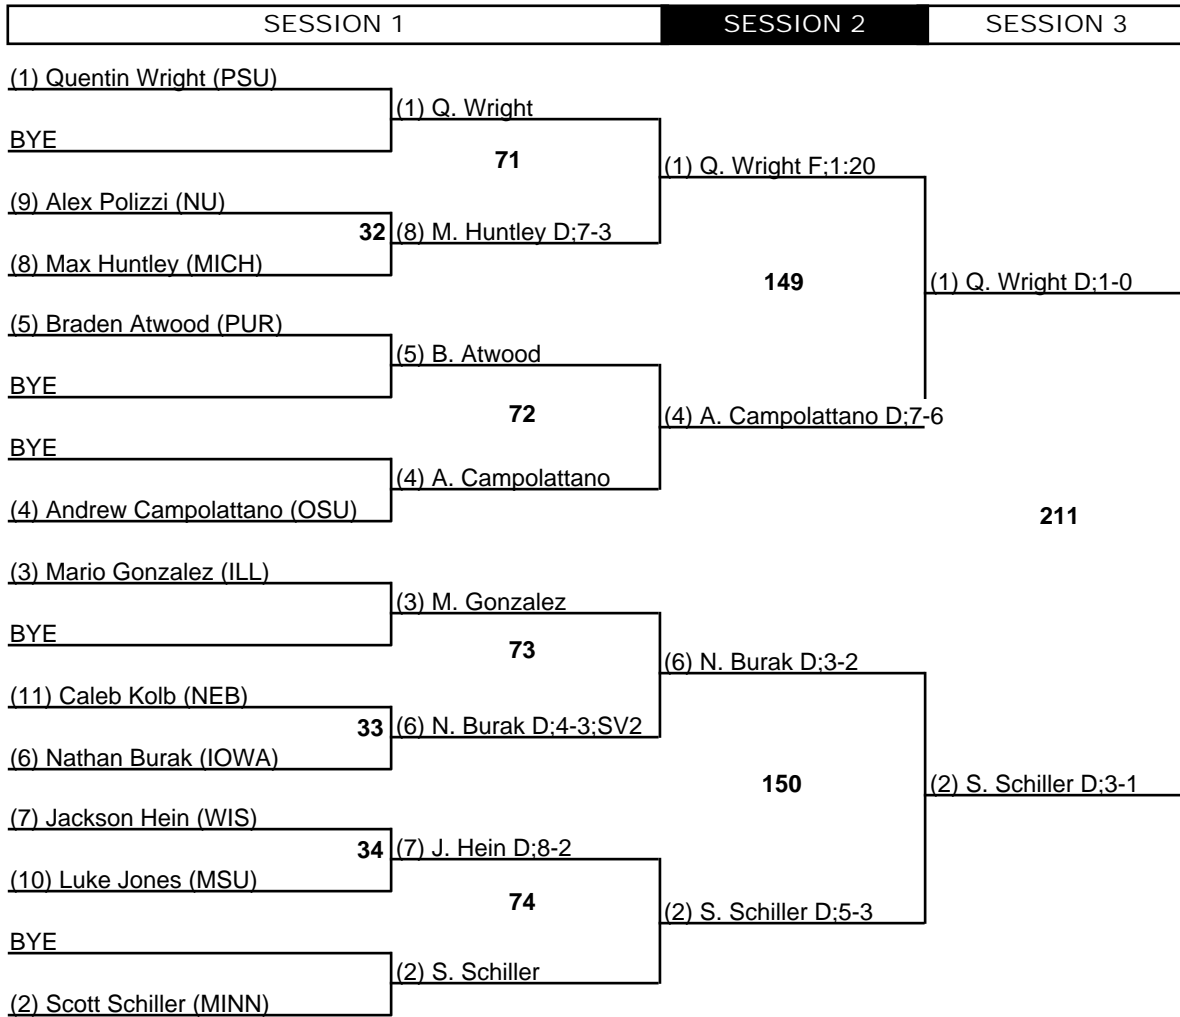 SESSION 1
SESSION 2
SESSION 3
(1) Quentin Wright (PSU)
(1) Q. Wright
BYE
71
(1) Q. Wright F;1:20
(9) Alex Polizzi (NU)
32
(8) M. Huntley D;7-3
(8) Max Huntley (MICH)
149
(1) Q. Wright D;1-0
(5) Braden Atwood (PUR)
(5) B. Atwood
BYE
72
(4) A. Campolattano D;7-6
BYE
(4) A. Campolattano
(4) Andrew Campolattano (OSU)
211
(3) Mario Gonzalez (ILL)
(3) M. Gonzalez
BYE
73
(6) N. Burak D;3-2
(11) Caleb Kolb (NEB)
33
(6) N. Burak D;4-3;SV2
(6) Nathan Burak (IOWA)
150
(2) S. Schiller D;3-1
(7) Jackson Hein (WIS)
34
(7) J. Hein D;8-2
(10) Luke Jones (MSU)
74
(2) S. Schiller D;5-3
BYE
(2) S. Schiller
(2) Scott Schiller (MINN)